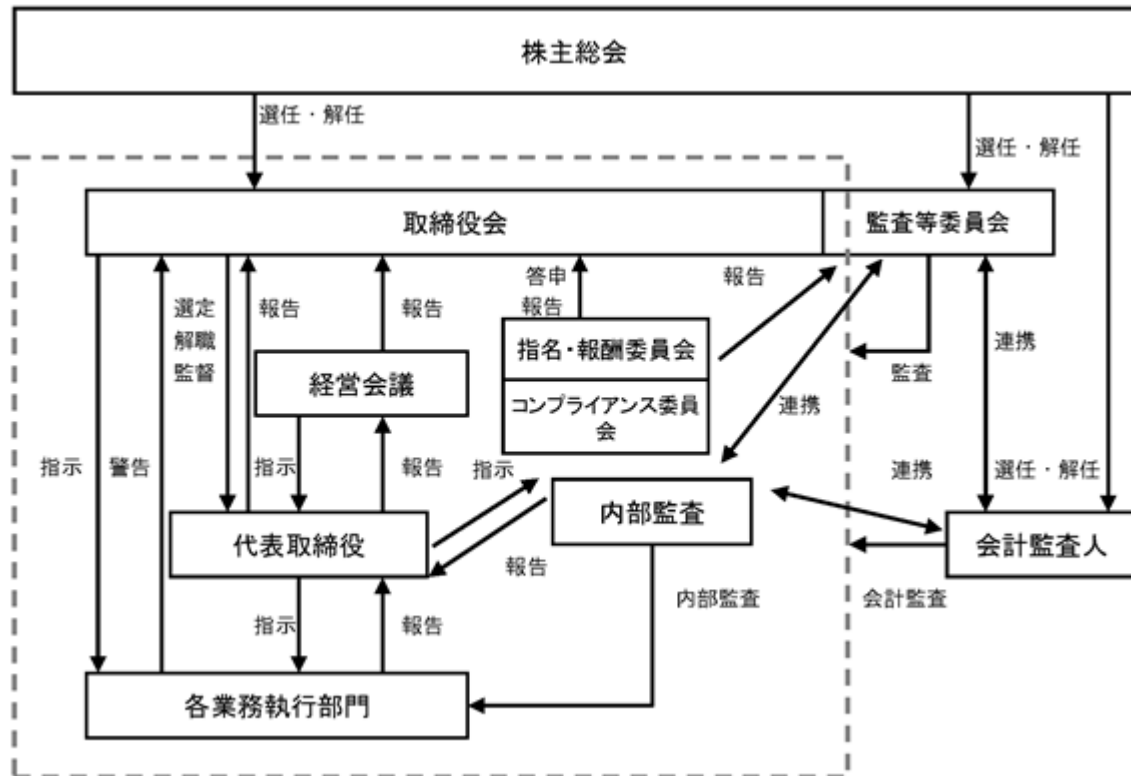 株主総会
選任・解任
選任・解任
取締役会
監査等委員会
選定
解職
監督
報告
報告
答申
報告
報告
指名・報酬委員会
コンプライアンス委員
会
経営会議
監査
連携
連携
指示
警告
指示
報告
指示
連携
選任・解任
代表取締役
内部監査
会計監査人
報告
指示
報告
内部監査
会計監査
各業務執行部門